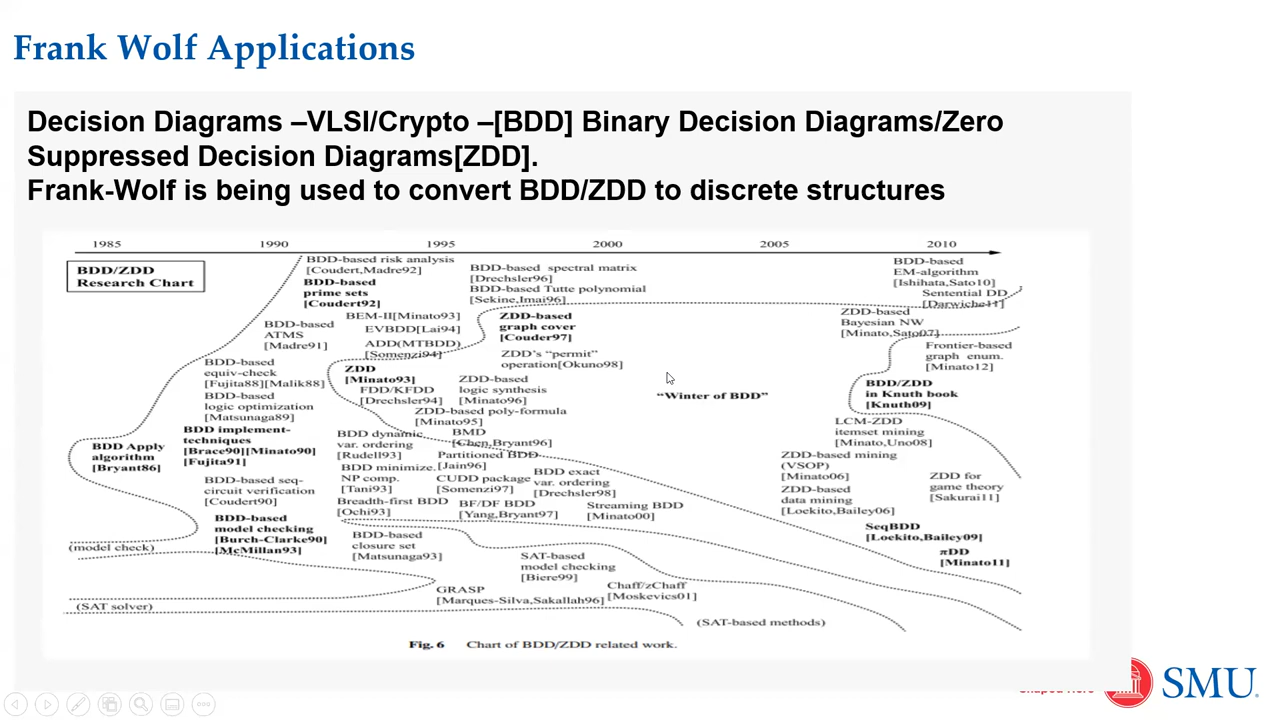 Frank Wolf Applications
Decision Diagrams –VLSI/Crypto –[BDD] Binary Decision Diagrams/Zero
Suppressed Decision Diagrams[ZDD].
Frank-Wolf is being used to convert BDD/ZDD to discrete structures
1985 1990 1995 2000 2005 2010
BDD/ZDD
Research Chart
BDD-based risk analysis
[Coudert,Madre92]
BDD-based
prime sets
[Coudert92]
BDD-based spectral matrix
[Drechsler96]
BDD-based Tutte polynomial
[Sekine,Imai96]
BDD-based
EM-algorithm
[Ishihata,Sato10]
Sentential DD
[Darwiche11]
BEM-II[Minato93]
EVBDD[Lai94]
ADD(MTBDD)
[Somenzi94]
BDD-based
ATMS
[Madre91]
ZDD-based
graph cover
[Couder97]
ZDD's “permit”
operation[Okuno98]
ZDD-based
Bayesian NW
[Minato,Sato07]
Frontier-based
graph enum.
[Minato12]
BDD-based
equiv-check
[Fujita88][Malik88]
BDD-based
logic optimization
[Matsunaga89]
ZDD
[Minato93]
FDD/KFDD
[Drechsler94]
ZDD-based
logic synthesis
[Minato96]
ZDD-based poly-formula
[Minato95]
“Winter of BDD”
BDD/ZDD
in Knuth book
[Knuth09]
BDD Apply
algorithm
[Bryant86]
BDD implement-
techniques
[Brace90][Minato90]
[Fujita91]
BDD dynamic
var. ordering
[Rudell93]
BMD
[Chen,Bryant96]
Partitioned BDD
[Jain96]
LCM-ZDD
itemset mining
[Minato,Uno08]
BDD-based seq-
circuit verification
[Coudert90]
BDD minimize.
NP comp.
[Tani93]
CUDD package
[Somenzi97]
BDD exact
var. ordering
[Drechsler98]
ZDD-based mining
(VSOP)
[Minato06]
ZDD for
game theory
[Sakurai11]
Breadth-first BDD
[Ochi93]
BF/DF BDD
[Yang,Bryant97]
Streaming BDD
[Minato00]
ZDD-based
data mining
[Loekito,Bailey06]
BDD-based
model checking
[Burch-Clarke90]
[McMillan93]
(model check)
BDD-based
closure set
[Matsunaga93]
SAT-based
model checking
[Biere99]
SeqBDD
[Loekito,Bailey09]
πDD
[Minato11]
GRASP
[Marques-Silva,Sakallah96]
Chaff/zChaff
[Moskevics01]
(SAT solver)
(SAT-based methods)
Fig. 6 Chart of BDD/ZDD related work.
SMU.